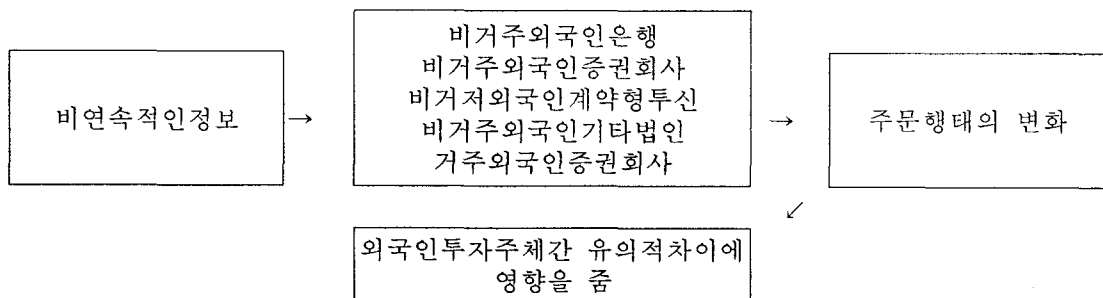 비연속적인정보
→
비거주외국인은행
비거주외국인증권회사
비거저외국인계약형투신
비거주외국인기타법인
거주외국인증권회사
→
주문행태의 변화
↙
외국인투자주체간 유의적차이에
영향을 줌